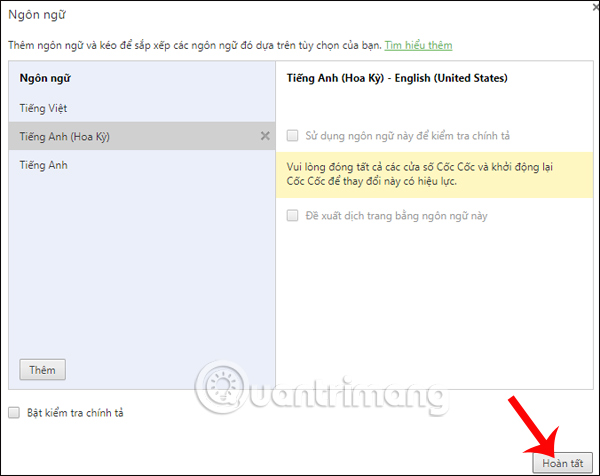 Ngôn ngữ
Thêm ngôn ngữ và kéo để sắp xếp các ngôn ngữ đó dựa trên tùy chọn của bạn. Tìm hiểu thêm
Ngôn ngữ
Tiếng Việt
Tiếng Anh (Hoa Kỳ)
Tiếng Anh
Thêm
Tiếng Anh (Hoa Kỳ) - English (United States)
Sử dụng ngôn ngữ này để kiểm tra chính tả
Vui lòng đóng tất cả các cửa sổ Cốc Cốc và khởi động lại
Cốc Cốc để thay đổi này có hiệu lực.
Đề xuất dịch trang bằng ngôn ngữ này
Quantrimang
Bật kiểm tra chính tả
Hoàn tất